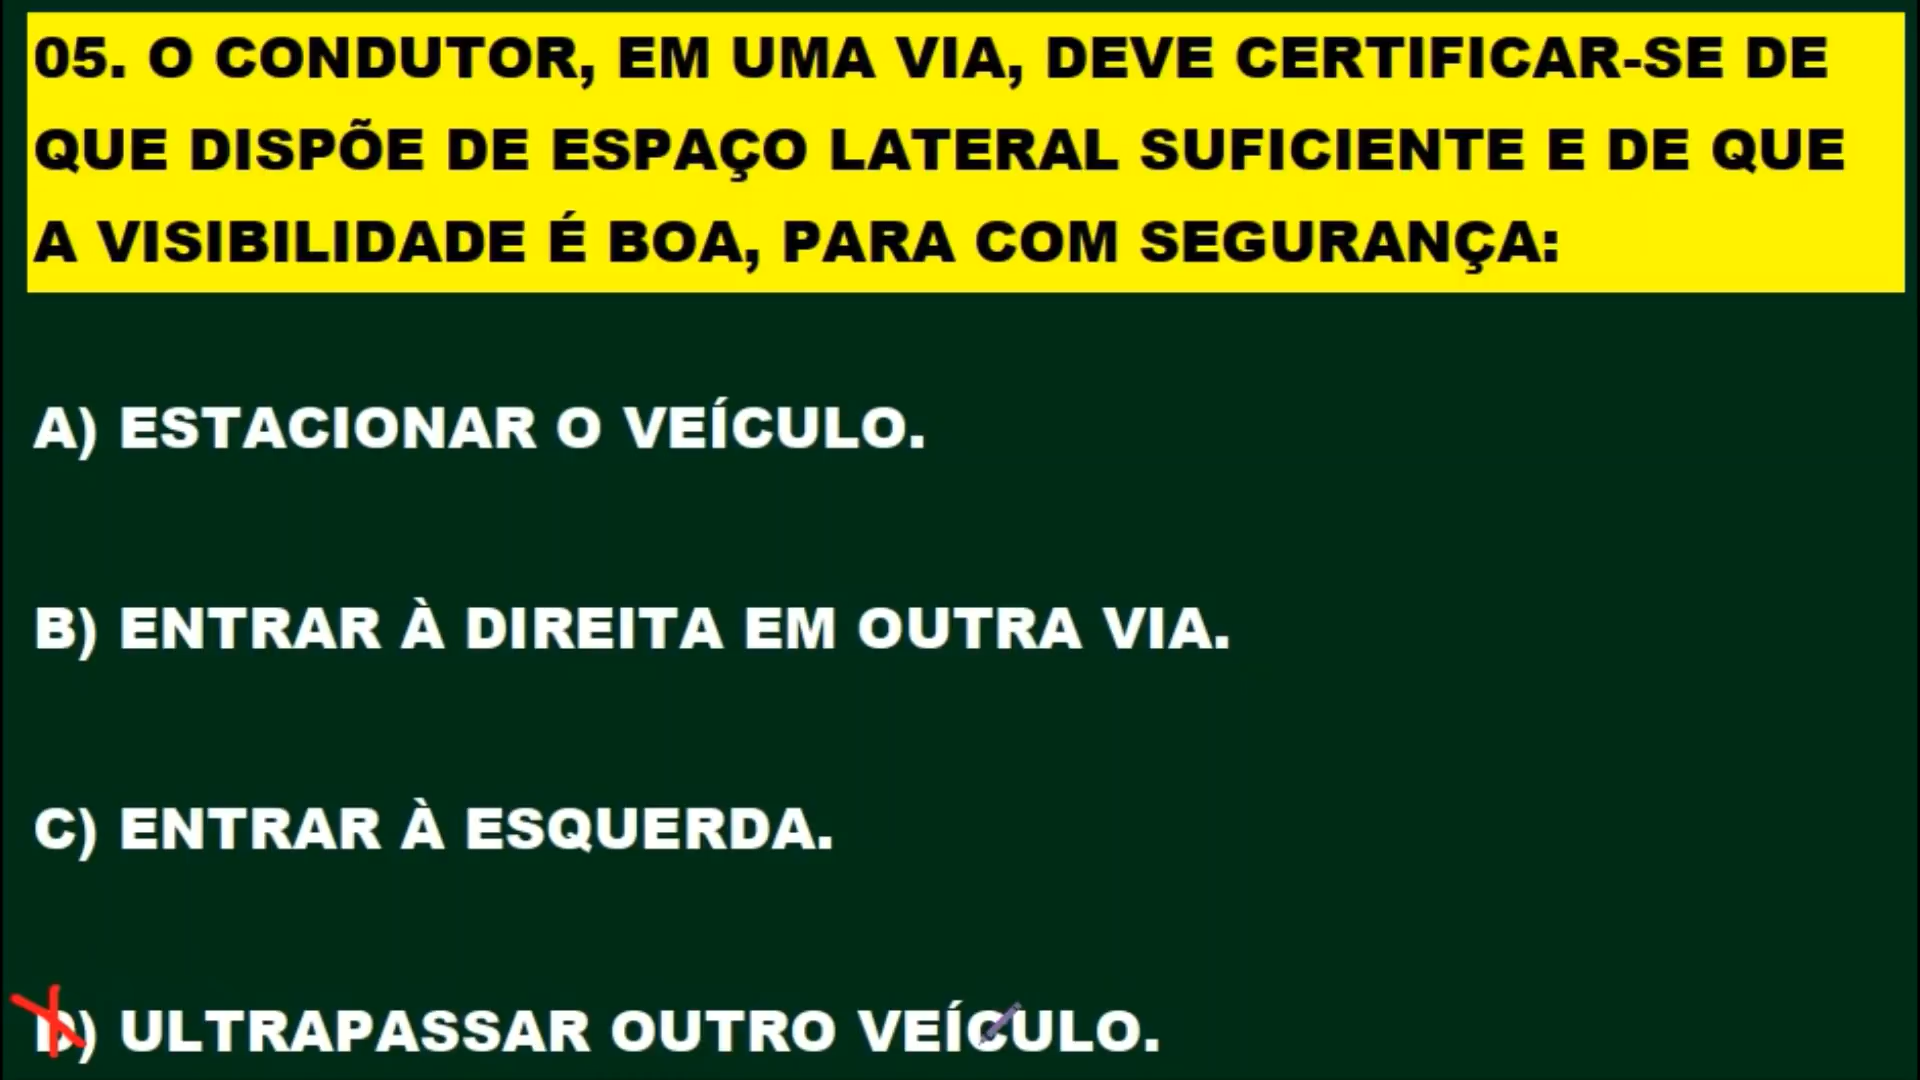 05. O CONDUTOR, EM UMA VIA, DEVE CERTIFICAR-SE DE
QUE DISPÕE DE ESPAÇO LATERAL SUFICIENTE E DE QUE
A VISIBILIDADE É BOA, PARA COM SEGURANÇA:
A) ESTACIONAR O VEÍCULO.
B) ENTRAR À DIREITA EM OUTRA VIA.
C) ENTRAR À ESQUERDA.
D) ULTRAPASSAR OUTRO VEÍCULO.